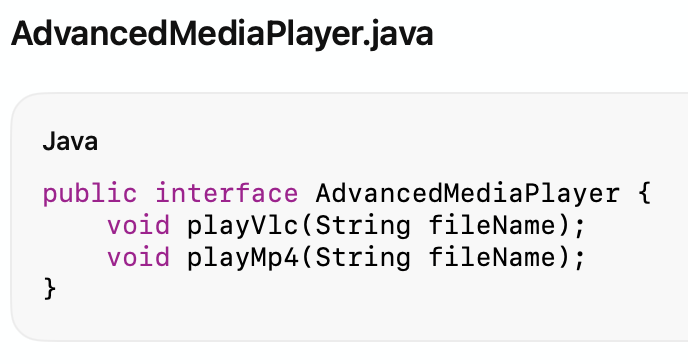 AdvancedMediaPlayer.java
Java
public interface AdvancedMediaPlayer {
    void playVlc(String fileName);
    void playMp4(String fileName);
}